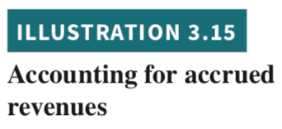 ILLUSTRATION 3.15
Accounting for accrued
revenues